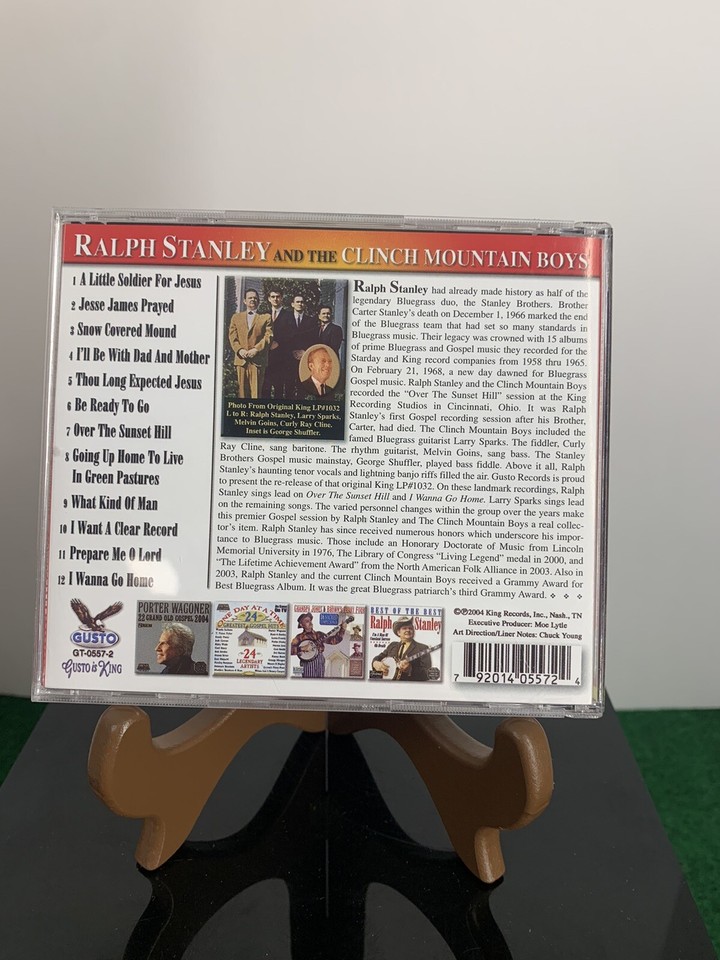 RALPH STANLEY AND THE CLINCH MOUNTAIN BOYS
1 A Little Soldier For Jesus
2 Jesse James Prayed
3 Snow Covered Mound
4 I'll Be With Dad And Mother
5 Thou Long Expected Jesus
6 Be Ready To Go
7 Over The Sunset Hill
8 Going Up Home To Live
In Green Pastures
9 What Kind Of Man
10 I Want A Clear Record
11 Prepare Me O Lord
12 I Wanna Go Home
Photo From Original King LP#1032
L to R: Ralph Stanley, Larry Sparks,
Melvin Goins, Curly Ray Cline.
Inset is George Shuffler.
Ralph Stanley had already made history as half of the
legendary Bluegrass duo, the Stanley Brothers. Brother
Carter Stanley's death on December 1, 1966 marked the end
of the Bluegrass team that had set so many standards in
Bluegrass music. Their legacy was crowned with 15 albums
of prime Bluegrass and Gospel music they recorded for the
Starday and King record companies from 1958 thru 1965.
On February 21, 1968, a new day dawned for Bluegrass
Gospel music. Ralph Stanley and the Clinch Mountain Boys
recorded the "Over The Sunset Hill" session at the King
Recording Studios in Cincinnati, Ohio. It was Ralph
Stanley's first Gospel recording session after his Brother,
Carter, had died. The Clinch Mountain Boys included the
famed Bluegrass guitarist Larry Sparks. The fiddler, Curly
Ray Cline, sang baritone. The rhythm guitarist, Melvin Goins, sang bass. The Stanley
Brothers Gospel music mainstay, George Shuffler, played bass fiddle. Above it all, Ralph
Stanley's haunting tenor vocals and lightning banjo riffs filled the air. Gusto Records is proud
to present the re-release of that original King LP#1032. On these landmark recordings, Ralph
Stanley sings lead on Over The Sunset Hill and I Wanna Go Home. Larry Sparks sings lead
on the remaining songs. The varied personnel changes within the group over the years make
this premier Gospel session by Ralph Stanley and The Clinch Mountain Boys a real collec-
tor's item. Ralph Stanley has since received numerous honors which underscore his impor-
tance to Bluegrass music. Those include an Honorary Doctorate of Music from Lincoln
Memorial University in 1976, The Library of Congress "Living Legend" medal in 2000, and
"The Lifetime Achievement Award" from the North American Folk Alliance in 2003. Also in
2003, Ralph Stanley and the current Clinch Mountain Boys received a Grammy Award for
Best Bluegrass Album. It was the great Bluegrass patriarch's third Grammy Award.
GUSTO
GT-0557-2
GUSTO is KING
PORTER WAGONER
22 GRAND OLD GOSPEL 2004
ONE DAY AT A TIME
24
GREATEST GOSPEL HITS
24
LEGENDARY
ARTISTS
BEST OF THE BEST
Ralph Stanley
©℗2004 King Records, Inc., Nash., TN
Executive Producer: Moe Lytle
Art Direction/Liner Notes: Chuck Young
7 92014 05572 4